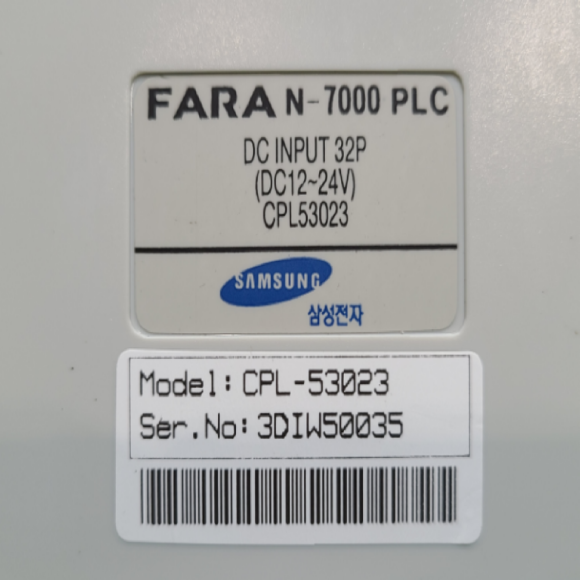 FARA N-7000 PLC
DC INPUT 32P
(DC12~24V)
CPL53023
SAMSUNG
삼성전자
Model: CPL-53023
Ser.No: 3DIW50035